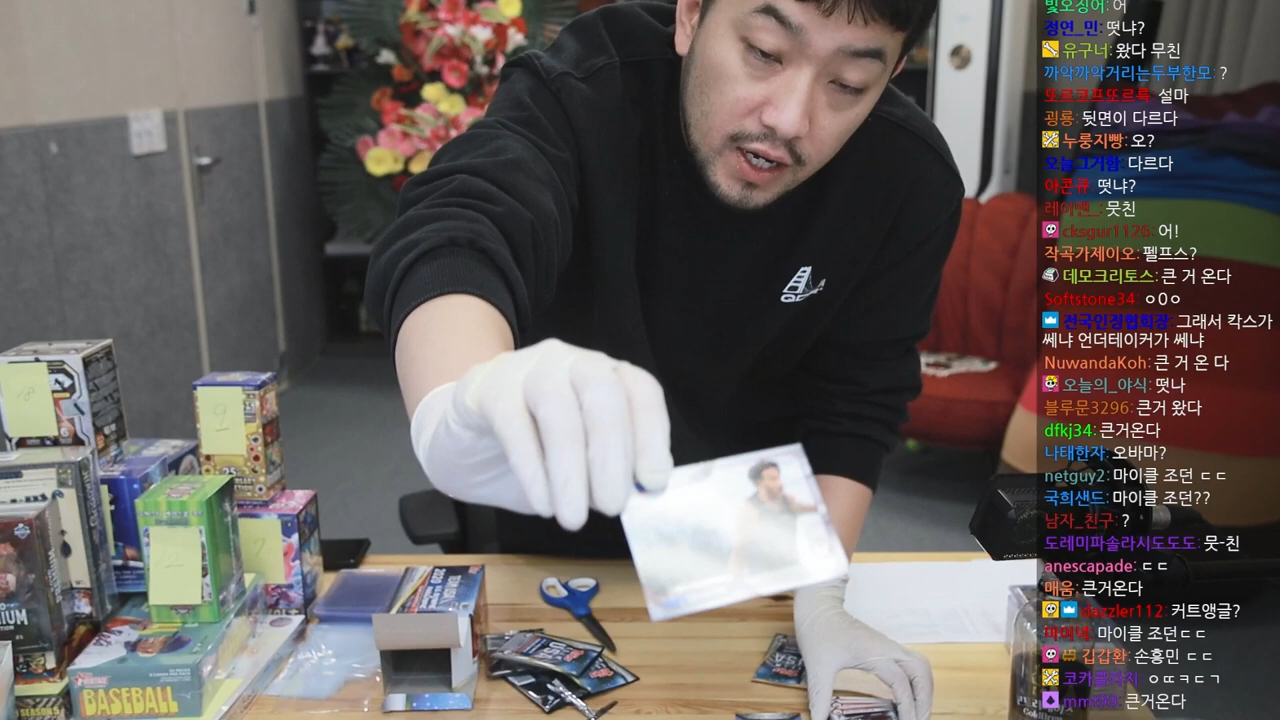 빛오징어: 어
정연_민: 떳냐?
유구너: 왔다 무친
까악까악거리는두부한모: ?
또르코프또르륵: 설마
굉룡: 뒷면이 다르다
누룽지빵: 오?
오늘그거함: 다르다
아콘큐: 떳냐?
레이벤_: 뭇친
cksgur1126: 어!
작곡가제이오: 펠프스?
데모크리토스: 큰 거 온다
Softstone34: ㅇ0ㅇ
전국인정협회장: 그래서 칵스가
쎄냐 언더테이커가 쎄냐
NuwandaKoh: 큰 거 온 다
오늘의_야식: 떳나
블루문3296: 큰거 왔다
dfkj34: 큰거온다
나태한자: 오바마?
netguy2: 마이클 조던 ㄷㄷ
국희샌드: 마이클 조던??
남자_친구: ?
도레미파솔라시도도도: 뭇-친
anescapade: ㄷㄷ
매움: 큰거온다
dazzler112: 커트앵글?
마이클 조던ㄷㄷ
김갑환: 손흥민 ㄷㄷ
코카콜라지: ㅇㄸㅋㄷㄱ
큰거온다
9
BASEBALL